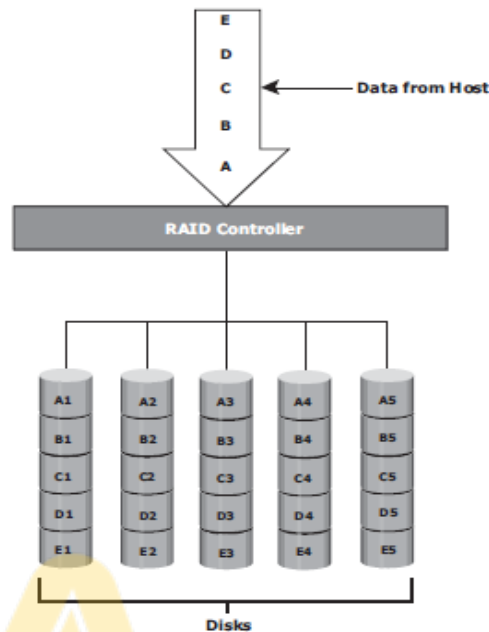 E
D
C
Data from Host
B
A
RAID Controller
A1 A2 A3 A4 A5
B1 B2 B3 B4 B5
C1 C2 C3 C4 C5
D1 D2 D3 D4 D5
E1 E2 E3 E4 E5
Disks